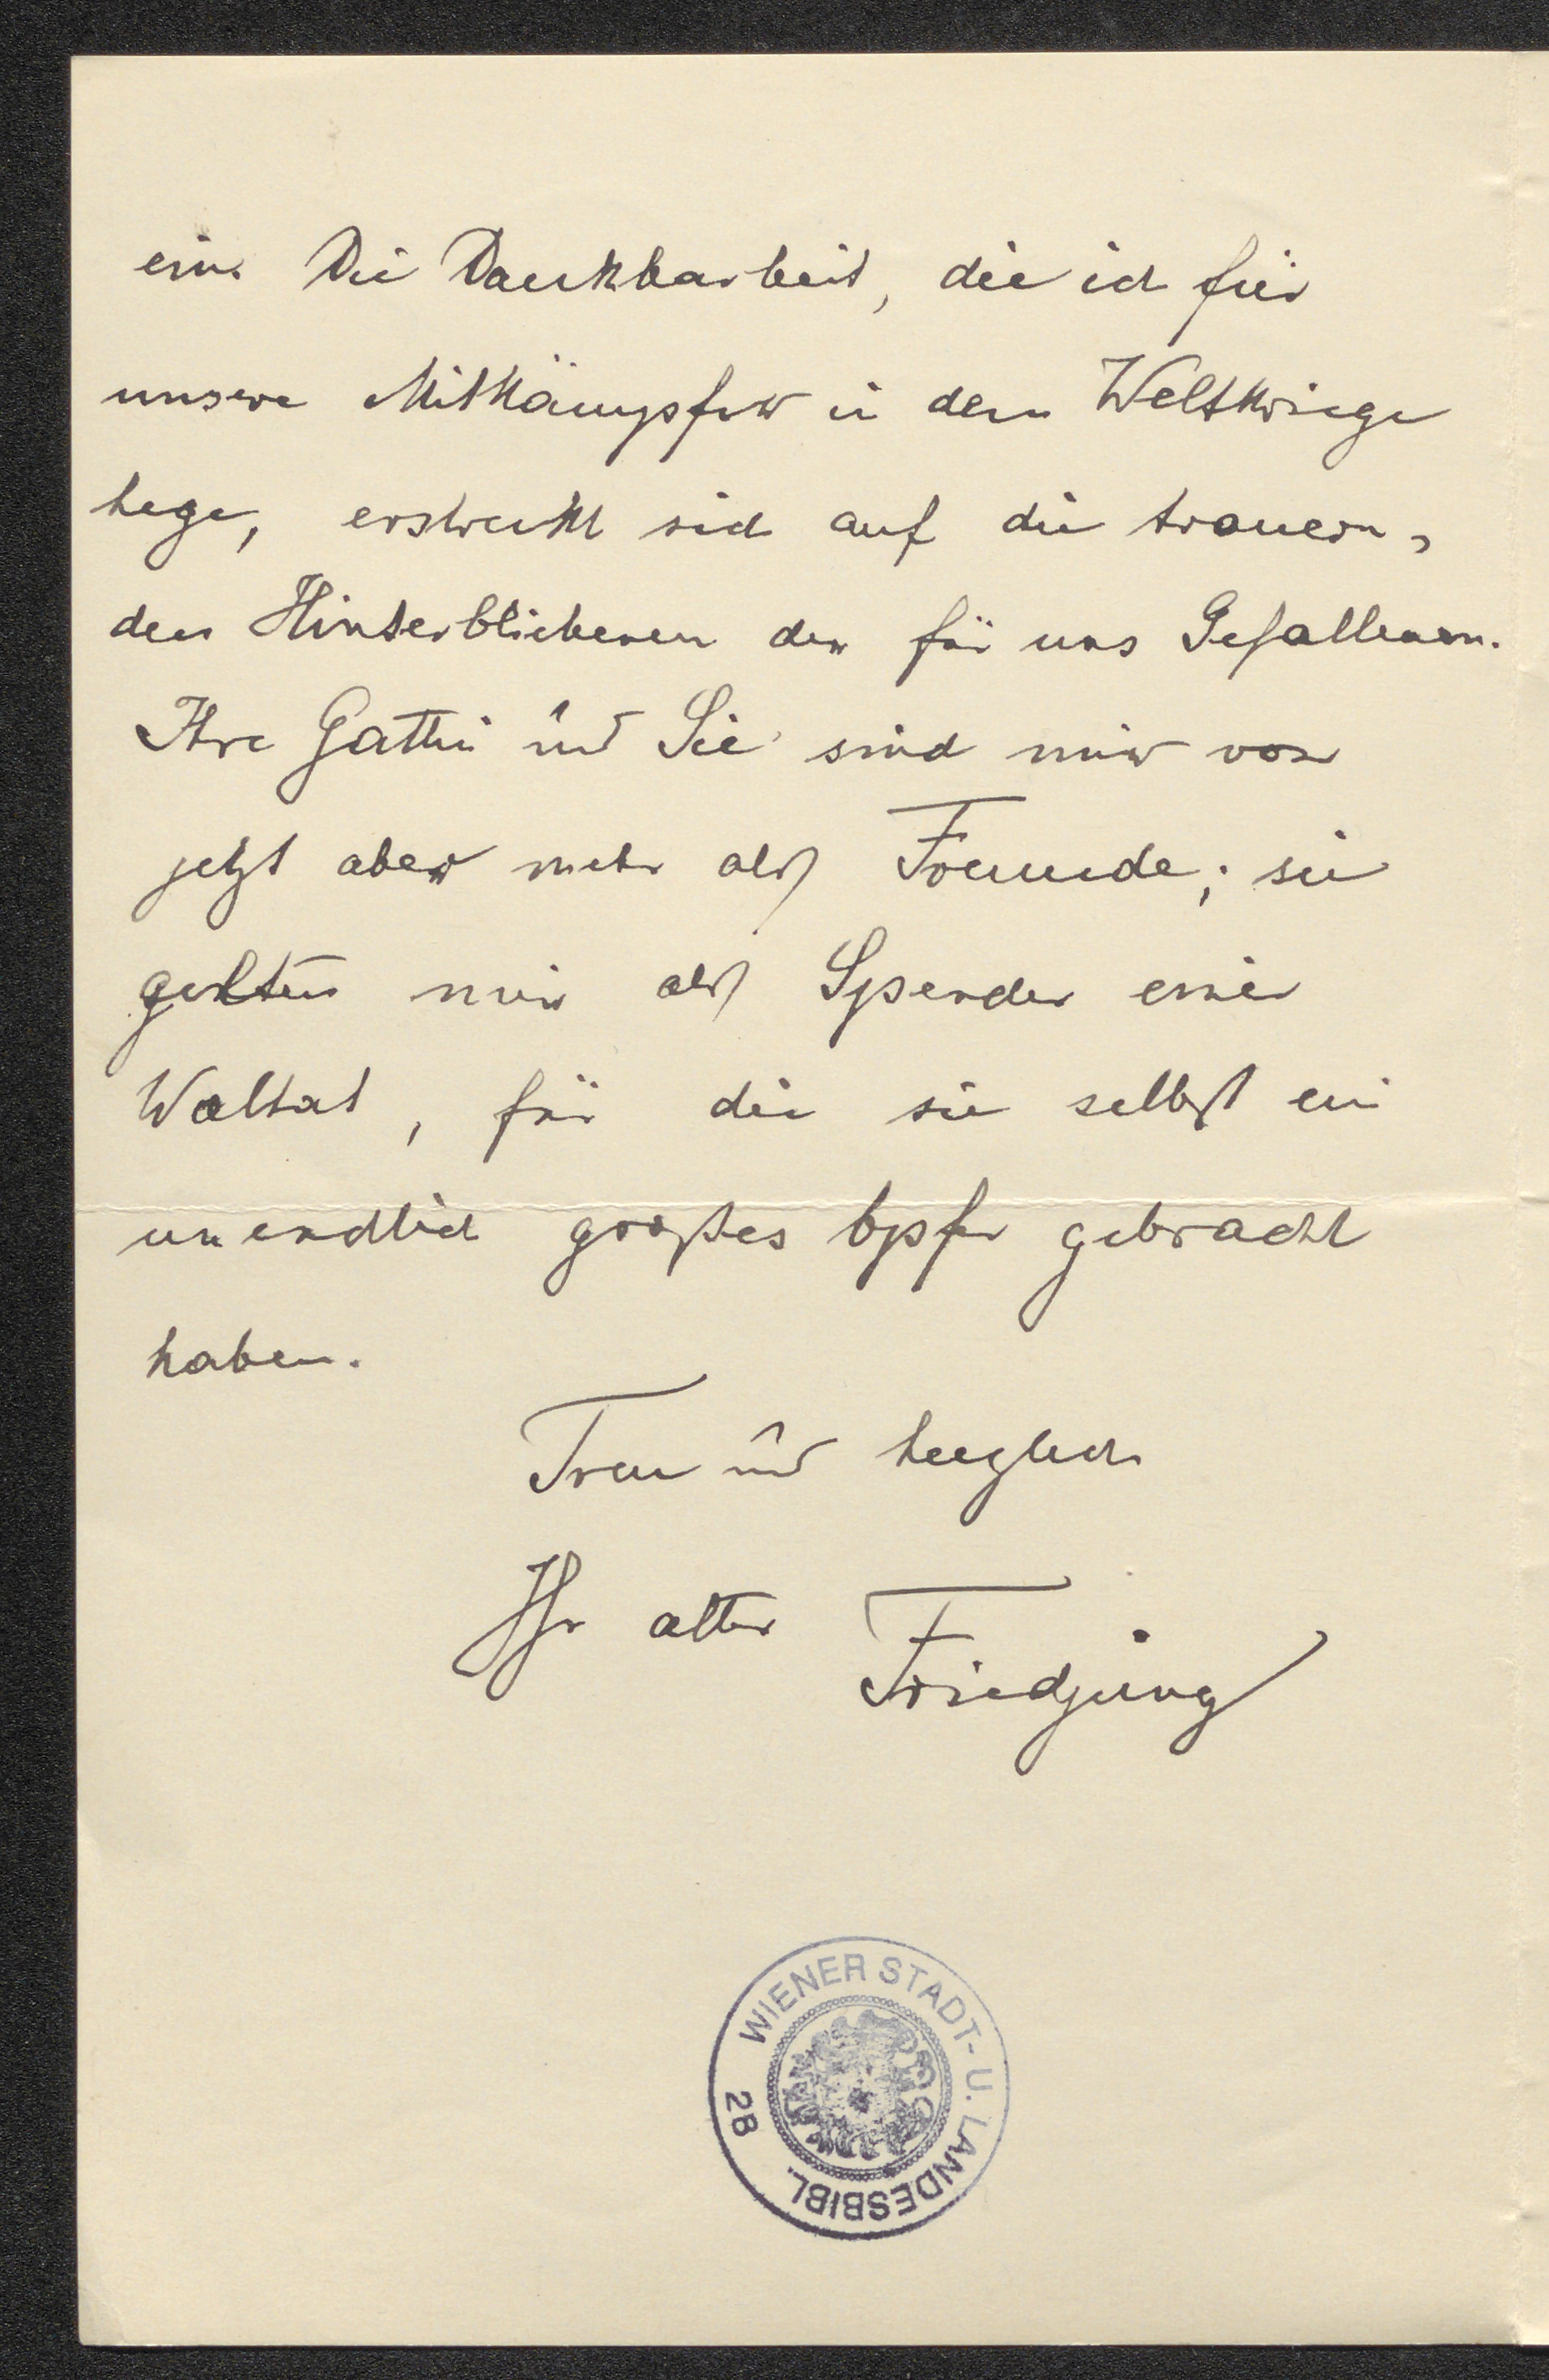 ein. Die Dankbarkeit, die ich für
unsere Mitkämpfer in dem Weltkriege
hege, erstreckt sich auf die trauern-
den Hinterbliebenen der für uns Gefallenen.
Ihre Gattin und Sie sind mir von
jetzt aber mehr als Freunde; sie
gelten mir als Spender einer
Woltat, für die sie selbst ein
unendlich großes Opfer gebracht
haben.
Treu und herzlich
Ihr alter Friedjung
WIENER STADT- U. LANDESBIBL.
28